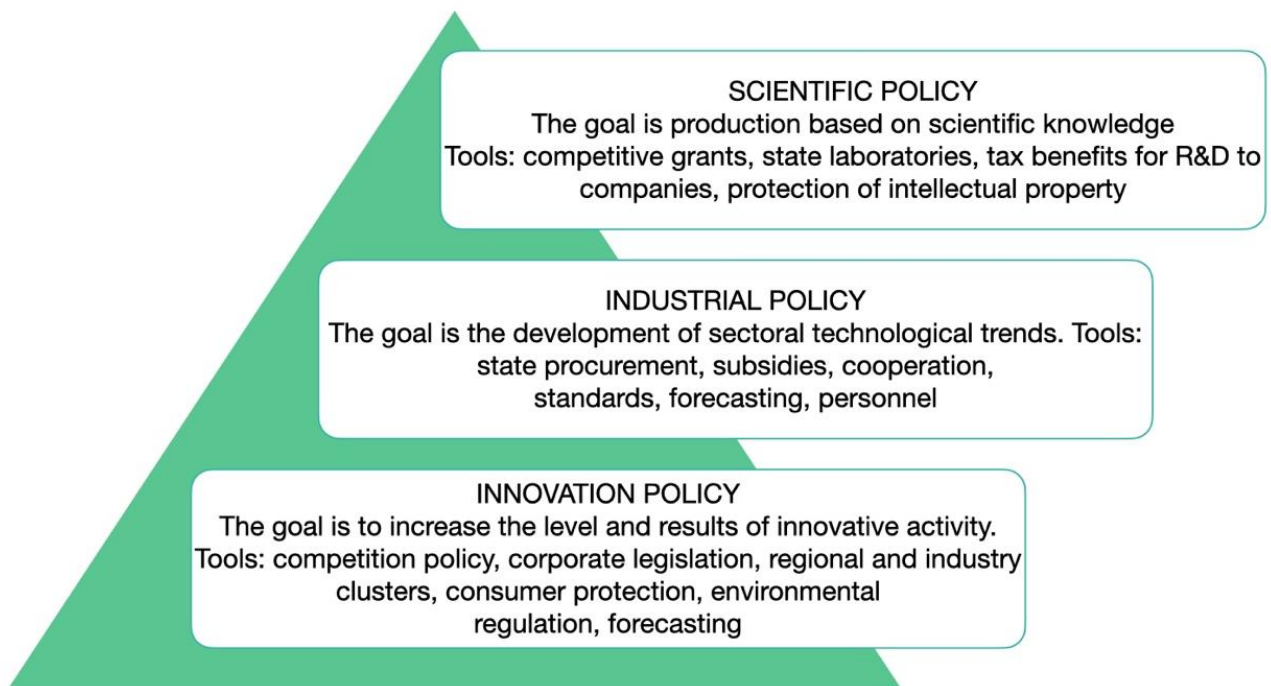 SCIENTIFIC POLICY
The goal is production based on scientific knowledge
Tools: competitive grants, state laboratories, tax benefits for R&D to
companies, protection of intellectual property
INDUSTRIAL POLICY
The goal is the development of sectoral technological trends. Tools:
state procurement, subsidies, cooperation,
standards, forecasting, personnel
INNOVATION POLICY
The goal is to increase the level and results of innovative activity.
Tools: competition policy, corporate legislation, regional and industry
clusters, consumer protection, environmental
regulation, forecasting